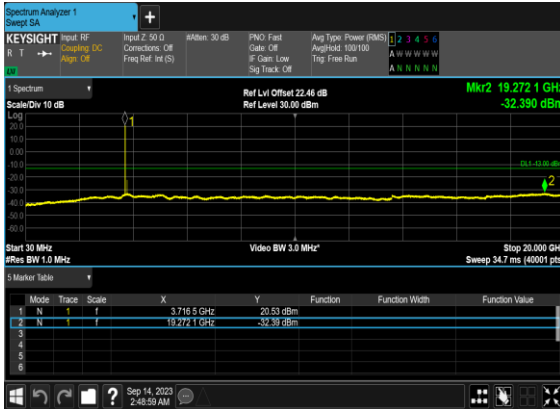 Spectrum Analyzer 1
Swept SA
+
KEYSIGHT Input: RF Input Z: 50 Ω #Atten: 30 dB PNO: Fast Avg Type: Power (RMS) 1 2 3 4 5 6
R T Coupling: DC Corrections: Off Gate: Off Avg|Hold: 100/100 A W W W W W
Align: Off Freq Ref: Int (S) IF Gain: Low Trig: Free Run
Sig Track: Off A N N N N N
1 Spectrum Ref Lvl Offset 22.46 dB Mkr2 19.272 1 GHz
Scale/Div 10 dB Ref Level 30.00 dBm -32.390 dBm
Log
1
20.0
10.0
0.00
-10.0 DL1 -13.00 dBm
-20.0
2
-30.0
-40.0
-50.0
-60.0
Start 30 MHz Video BW 3.0 MHz* Stop 20.000 GHz
#Res BW 1.0 MHz Sweep 34.7 ms (40001 pts)
5 Marker Table
Mode Trace Scale X Y Function Function Width Function Value
1 N 1 f 3.716 5 GHz 20.53 dBm
2 N 1 f 19.272 1 GHz -32.39 dBm
3
4
5
6
? Sep 14, 2023
2:48:59 AM